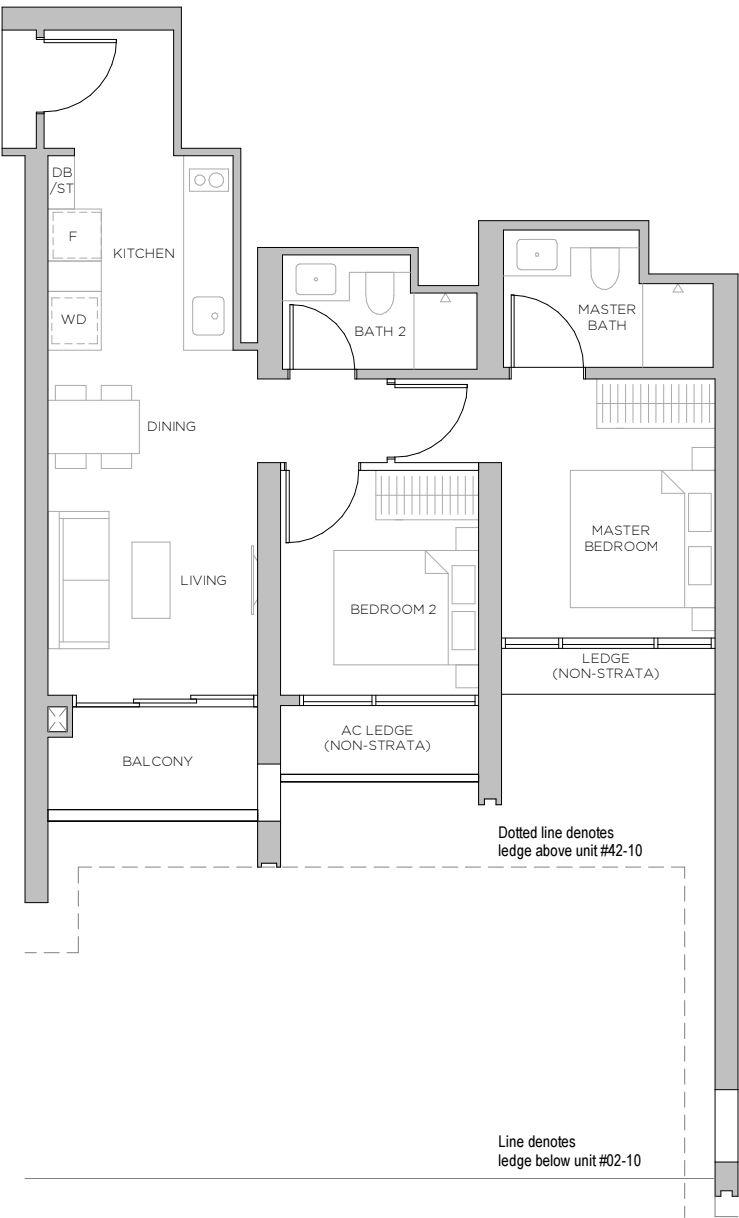 DB
/ST
F
KITCHEN
WD
BATH 2
MASTER
BATH
DINING
MASTER
BEDROOM
LIVING
BEDROOM 2
LEDGE
(NON-STRATA)
AC LEDGE
(NON-STRATA)
BALCONY
Dotted line denotes
ledge above unit #42-10
Line denotes
ledge below unit #02-10